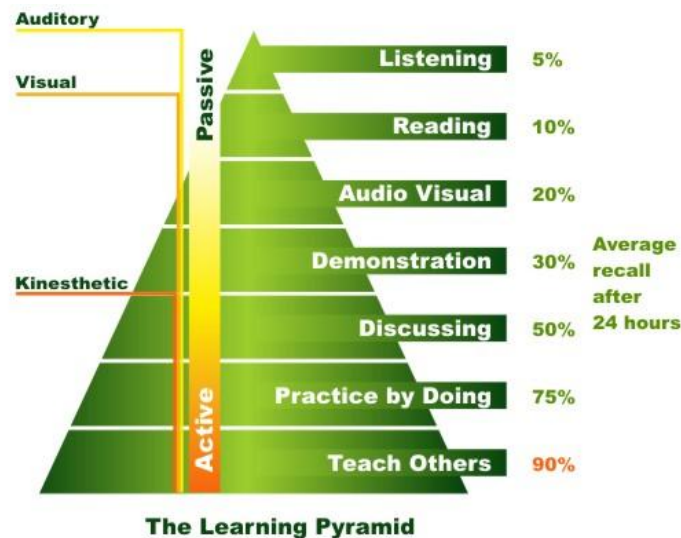 Auditory
Visual
Kinesthetic
Passive
Active
Listening 5%
Reading 10%
Audio Visual 20%
Demonstration 30%
Discussing 50%
Practice by Doing 75%
Teach Others 90%
Average
recall
after
24 hours
The Learning Pyramid